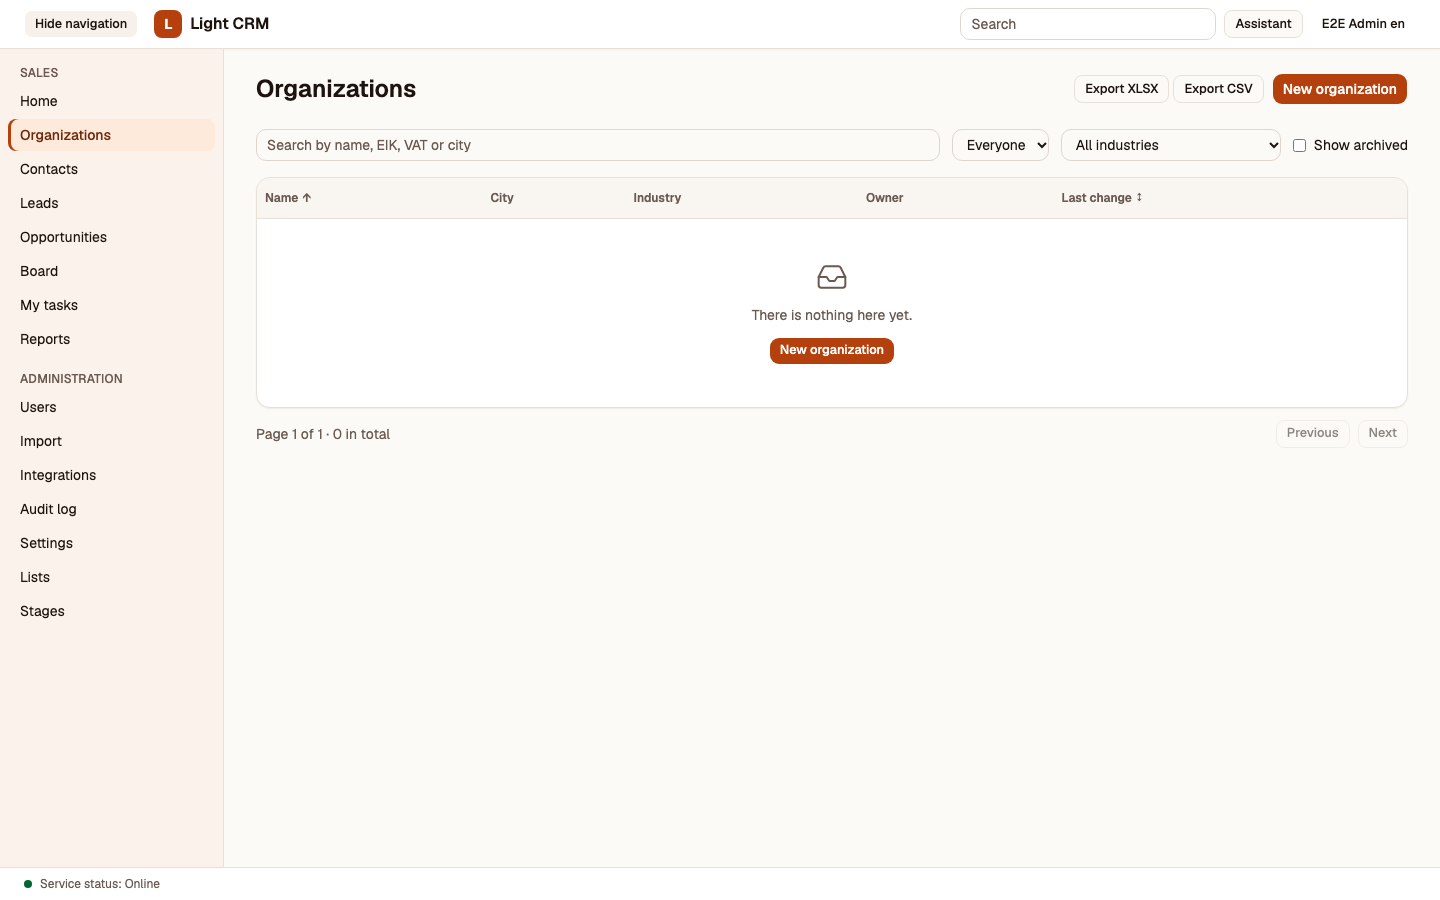 Hide navigation
L
Light CRM
Search
Assistant
E2E Admin en
SALES
Home
Organizations
Contacts
Leads
Opportunities
Board
My tasks
Reports
ADMINISTRATION
Users
Import
Integrations
Audit log
Settings
Lists
Stages
Organizations
Export XLSX
Export CSV
New organization
Search by name, EIK, VAT or city
Everyone
All industries
Show archived
Name ↑
City
Industry
Owner
Last change ↕
There is nothing here yet.
New organization
Page 1 of 1 · 0 in total
Previous
Next
Service status: Online